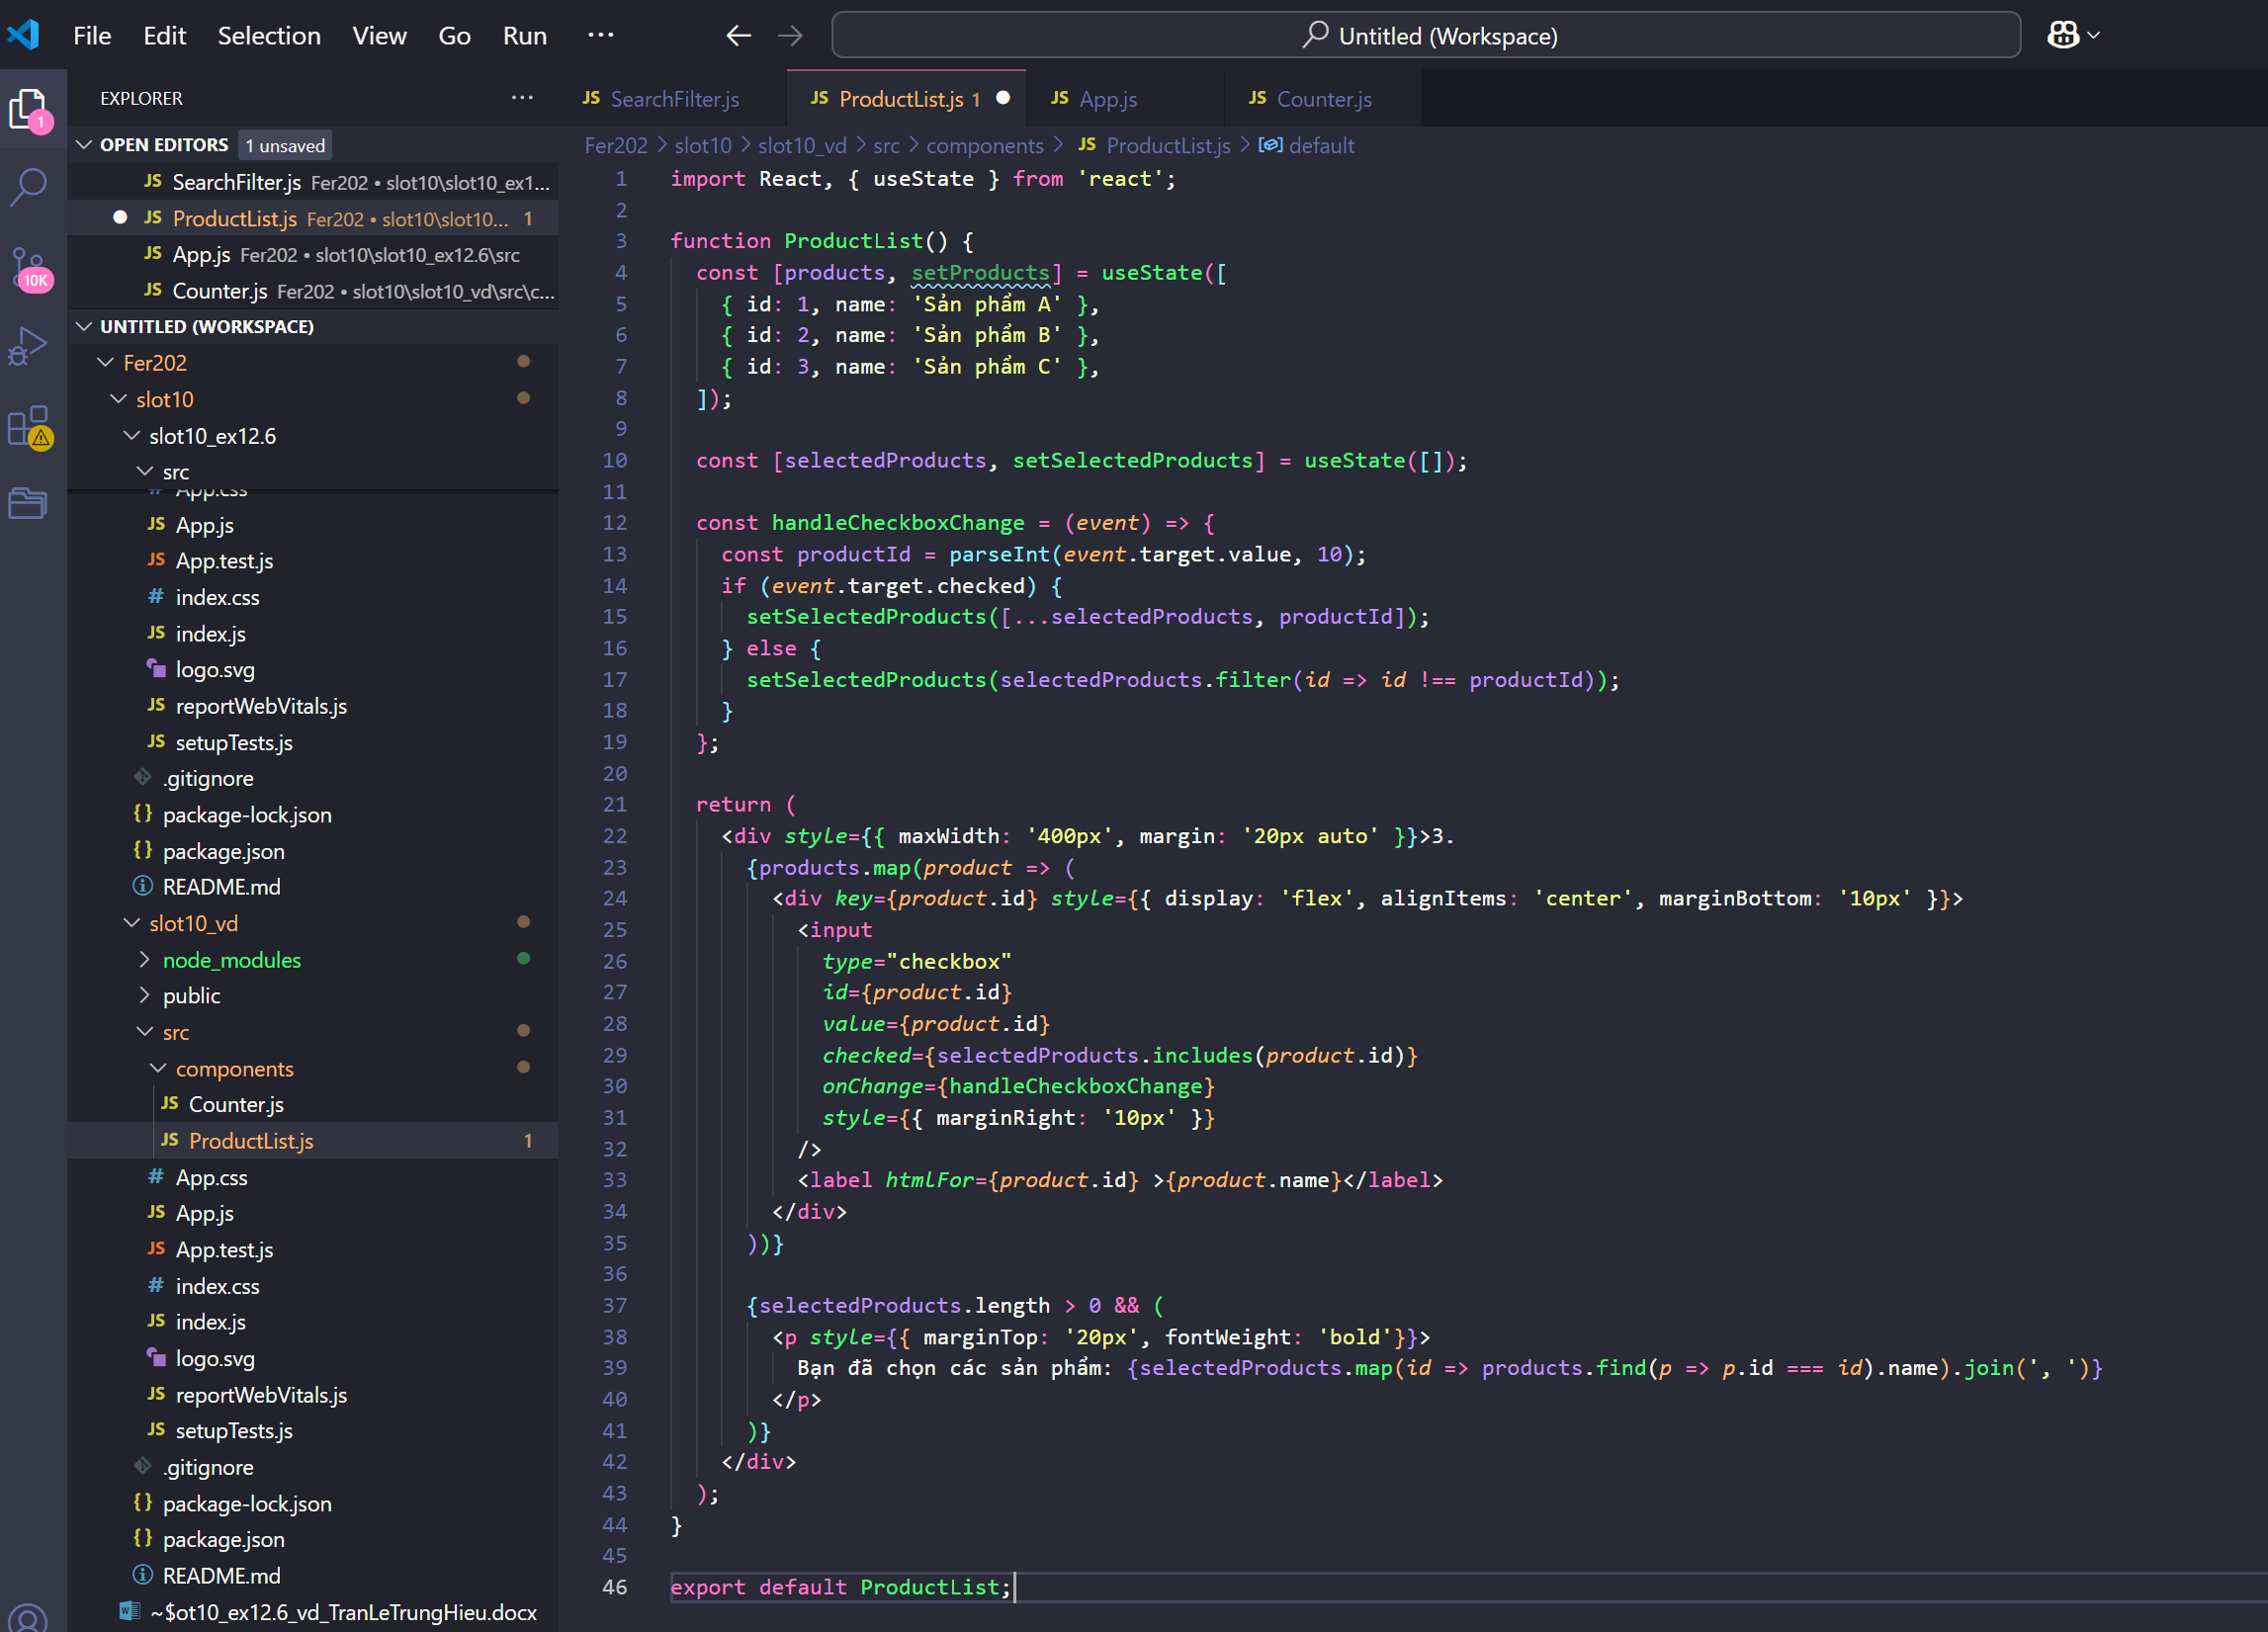 File Edit Selection View Go Run ···
Untitled (Workspace)
EXPLORER
OPEN EDITORS 1 unsaved
JS SearchFilter.js Fer202 • slot10\slot10_ex1...
JS ProductList.js Fer202 • slot10\slot10... 1
JS App.js Fer202 • slot10\slot10_ex12.6\src
JS Counter.js Fer202 • slot10\slot10_vd\src\c...
UNTITLED (WORKSPACE)
Fer202
slot10
slot10_ex12.6
src
# App.css
JS App.js
JS App.test.js
# index.css
JS index.js
logo.svg
JS reportWebVitals.js
JS setupTests.js
.gitignore
{} package-lock.json
{} package.json
README.md
slot10_vd
node_modules
public
src
components
JS Counter.js
JS ProductList.js 1
# App.css
JS App.js
JS App.test.js
# index.css
JS index.js
logo.svg
JS reportWebVitals.js
JS setupTests.js
.gitignore
{} package-lock.json
{} package.json
README.md
~$ot10_ex12.6_vd_TranLeTrungHieu.docx
1
10K
JS SearchFilter.js JS ProductList.js 1 JS App.js JS Counter.js
Fer202 > slot10 > slot10_vd > src > components > JS ProductList.js > default
1 import React, { useState } from 'react';
2
3 function ProductList() {
4 const [products, setProducts] = useState([
5 { id: 1, name: 'Sản phẩm A' },
6 { id: 2, name: 'Sản phẩm B' },
7 { id: 3, name: 'Sản phẩm C' },
8 ]);
9
10 const [selectedProducts, setSelectedProducts] = useState([]);
11
12 const handleCheckboxChange = (event) => {
13 const productId = parseInt(event.target.value, 10);
14 if (event.target.checked) {
15 setSelectedProducts([...selectedProducts, productId]);
16 } else {
17 setSelectedProducts(selectedProducts.filter(id => id !== productId));
18 }
19 };
20
21 return (
22 <div style={{ maxWidth: '400px', margin: '20px auto' }}>3.
23 {products.map(product => (
24 <div key={product.id} style={{ display: 'flex', alignItems: 'center', marginBottom: '10px' }}>
25 <input
26 type="checkbox"
27 id={product.id}
28 value={product.id}
29 checked={selectedProducts.includes(product.id)}
30 onChange={handleCheckboxChange}
31 style={{ marginRight: '10px' }}
32 />
33 <label htmlFor={product.id} >{product.name}</label>
34 </div>
35 ))}
36
37 {selectedProducts.length > 0 && (
38 <p style={{ marginTop: '20px', fontWeight: 'bold'}}>
39 Bạn đã chọn các sản phẩm: {selectedProducts.map(id => products.find(p => p.id === id).name).join(', ')}
40 </p>
41 )}
42 </div>
43 );
44 }
45
46 export default ProductList;